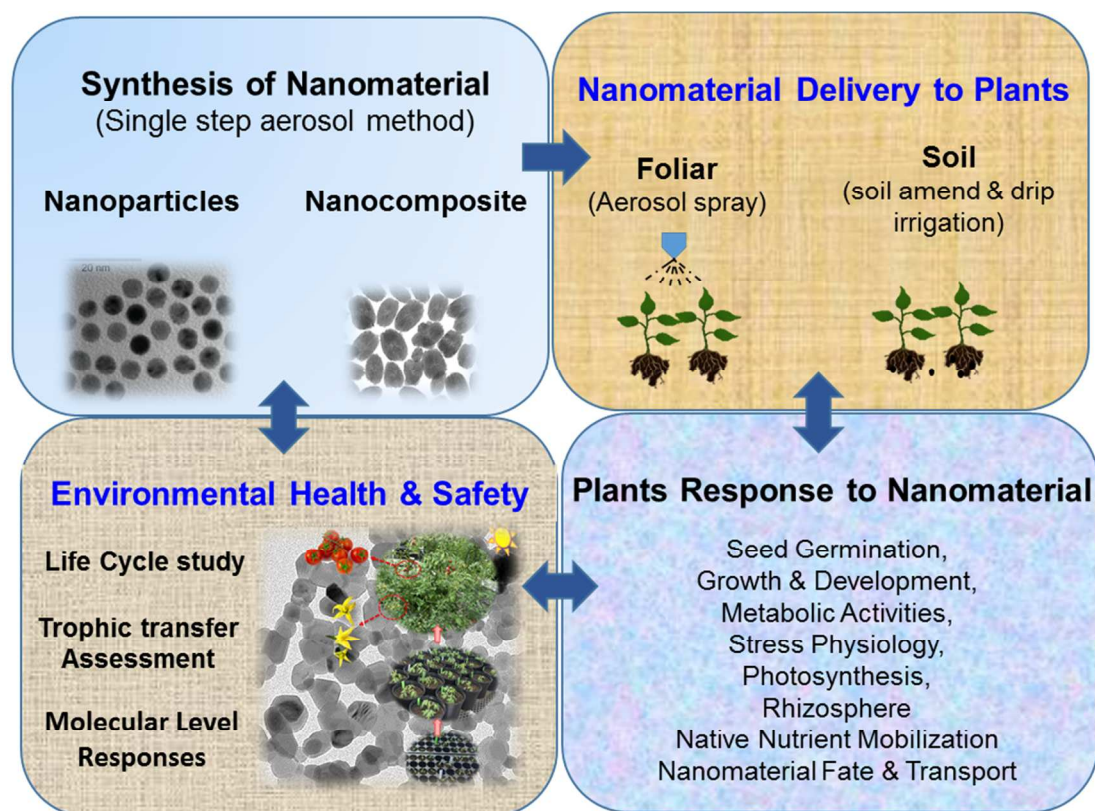 Synthesis of Nanomaterial
(Single step aerosol method)
Nanoparticles
Nanocomposite
20 nm
Nanomaterial Delivery to Plants
Foliar
(Aerosol spray)
Soil
(soil amend & drip
irrigation)
Environmental Health & Safety
Life Cycle study
Trophic transfer
Assessment
Molecular Level
Responses
Plants Response to Nanomaterial
Seed Germination,
Growth & Development,
Metabolic Activities,
Stress Physiology,
Photosynthesis,
Rhizosphere
Native Nutrient Mobilization
Nanomaterial Fate & Transport